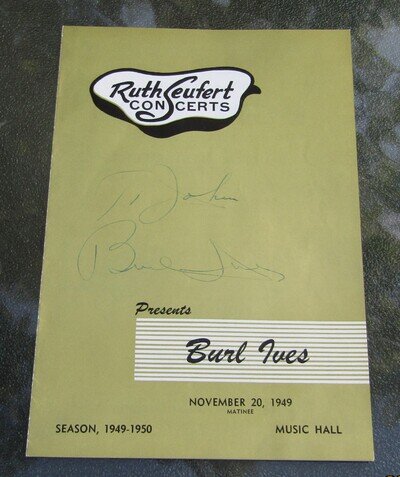 Ruth Seufert
CONCERTS
To John
Burl Ives
Presents
Burl Ives
NOVEMBER 20, 1949
MATINEE
SEASON, 1949-1950
MUSIC HALL